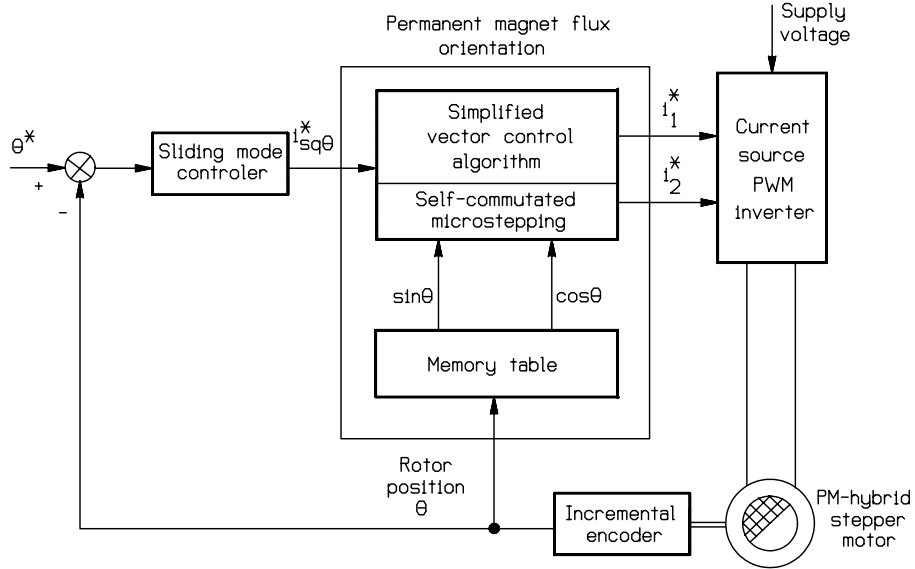 Supply
voltage
Permanent magnet flux
orientation
θ*
+
-
Sliding mode
controler
i*sqθ
Simplified
vector control
algorithm
Self-commutated
microstepping
i*1
i*2
Current
source
PWM
inverter
sinθ
cosθ
Memory table
Rotor
position
θ
Incremental
encoder
PM-hybrid
stepper
motor